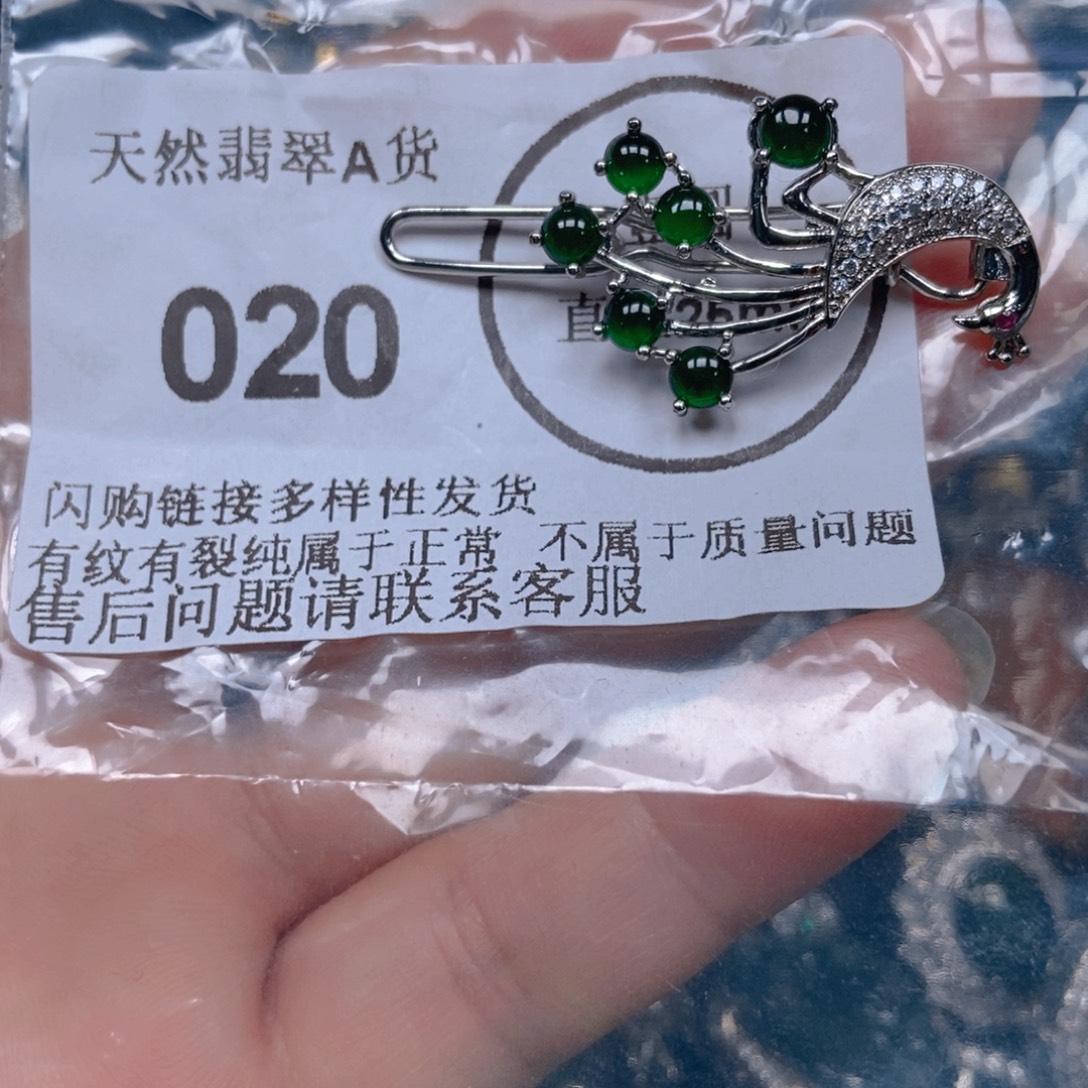 天然翡翠A货
020
闪购链接多样性发货
有纹有裂纯属于正常 不属于质量问题
售后问题请联系客服